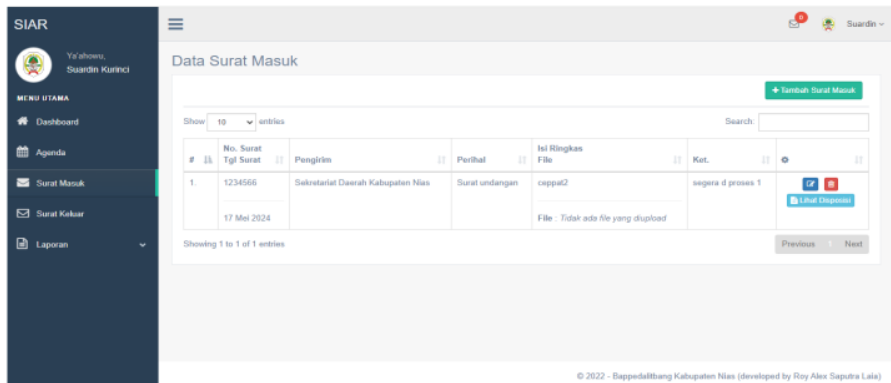 SIAR
0
Suardin
Ya'ahowu,
Suardin Kurinci
MENU UTAMA
Dashboard
Agenda
Surat Masuk
Surat Keluar
Laporan
Data Surat Masuk
+ Tambah Surat Masuk
Show 10 entries
Search:
# No. Surat Tgl Surat Pengirim Perihal Isi Ringkas File Ket.
1. 1234566 Sekretariat Daerah Kabupaten Nias Surat undangan ceppat2 segera d proses 1
Lihat Disposisi
17 Mei 2024 File : Tidak ada file yang diupload
Showing 1 to 1 of 1 entries
Previous 1 Next
© 2022 - Bappedalitbang Kabupaten Nias (developed by Roy Alex Saputra Laia)